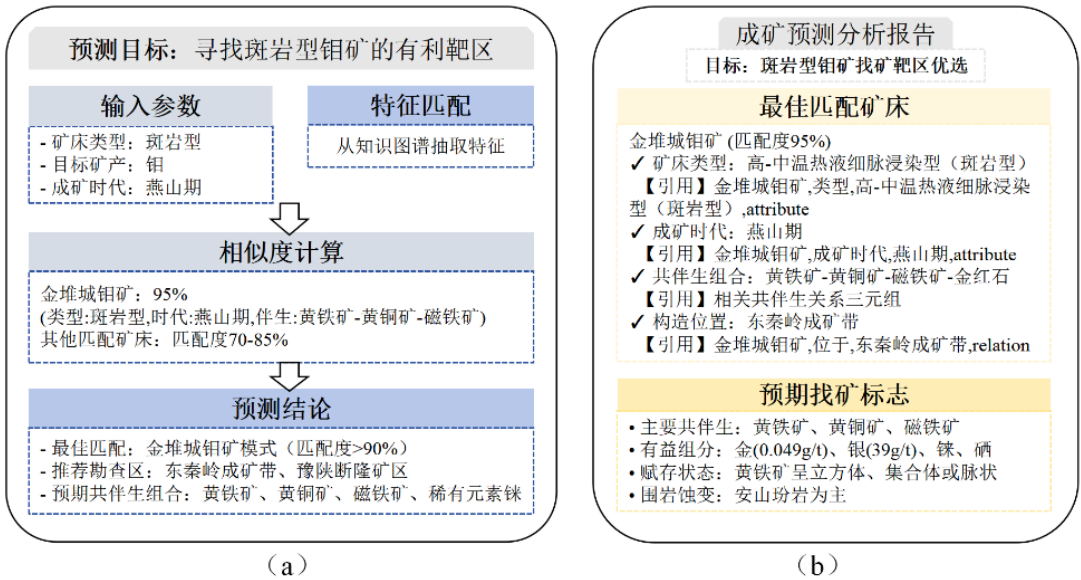 预测目标：寻找斑岩型钼矿的有利靶区
输入参数
- 矿床类型：斑岩型
- 目标矿产：钼
- 成矿时代：燕山期
特征匹配
从知识图谱抽取特征
相似度计算
金堆城钼矿：95%
(类型:斑岩型,时代:燕山期,伴生:黄铁矿-黄铜矿-磁铁矿)
其他匹配矿床：匹配度70-85%
预测结论
- 最佳匹配：金堆城钼矿模式（匹配度>90%）
- 推荐勘查区：东秦岭成矿带、豫陕断隆矿区
- 预期共伴生组合：黄铁矿、黄铜矿、磁铁矿、稀有元素铼
（a）
成矿预测分析报告
目标：斑岩型钼矿找矿靶区优选
最佳匹配矿床
金堆城钼矿 (匹配度95%)
✓ 矿床类型：高-中温热液细脉浸染型（斑岩型）
【引用】金堆城钼矿,类型,高-中温热液细脉浸染
型（斑岩型）,attribute
✓ 成矿时代：燕山期
【引用】金堆城钼矿,成矿时代,燕山期,attribute
✓ 共伴生组合：黄铁矿-黄铜矿-磁铁矿-金红石
【引用】相关共伴生关系三元组
✓ 构造位置：东秦岭成矿带
【引用】金堆城钼矿,位于,东秦岭成矿带,relation
预期找矿标志
• 主要共伴生：黄铁矿、黄铜矿、磁铁矿
• 有益组分：金(0.049g/t)、银(39g/t)、铼、硒
• 赋存状态：黄铁矿呈立方体、集合体或脉状
• 围岩蚀变：安山玢岩为主
（b）